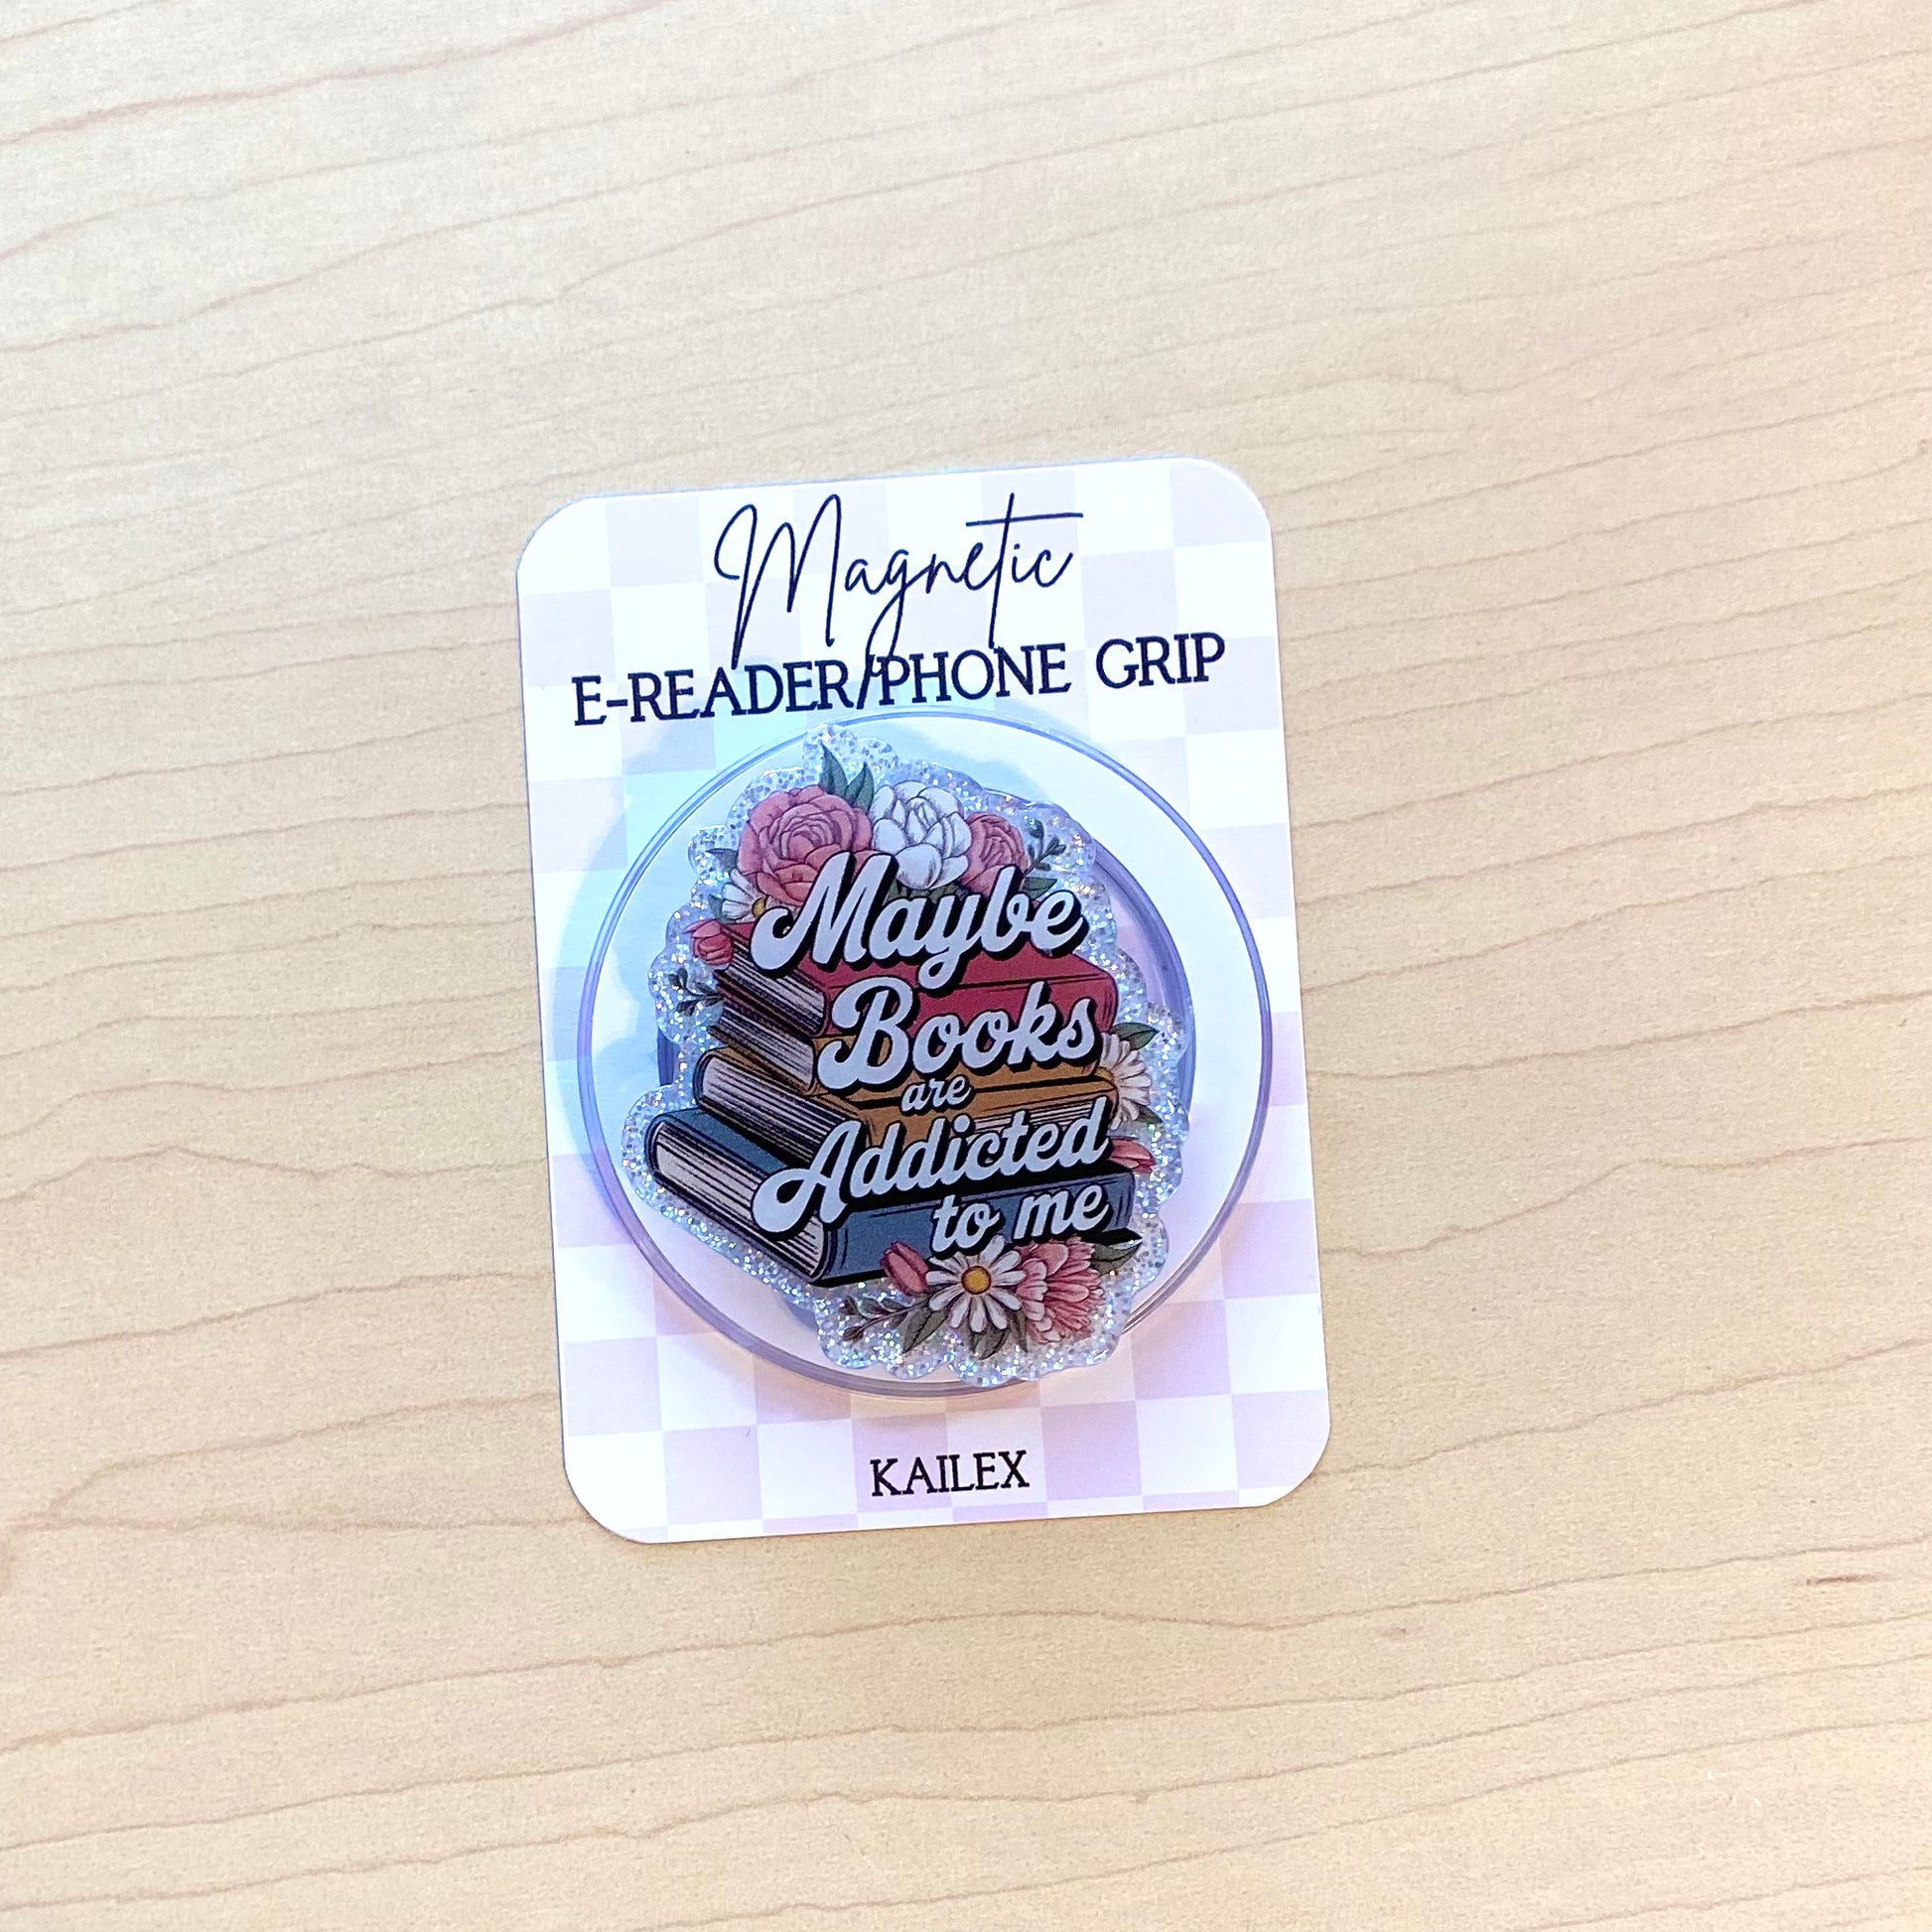 Magnetic
E-READER/PHONE GRIP
Maybe
Books
are
Addicted
to me
KAILEX